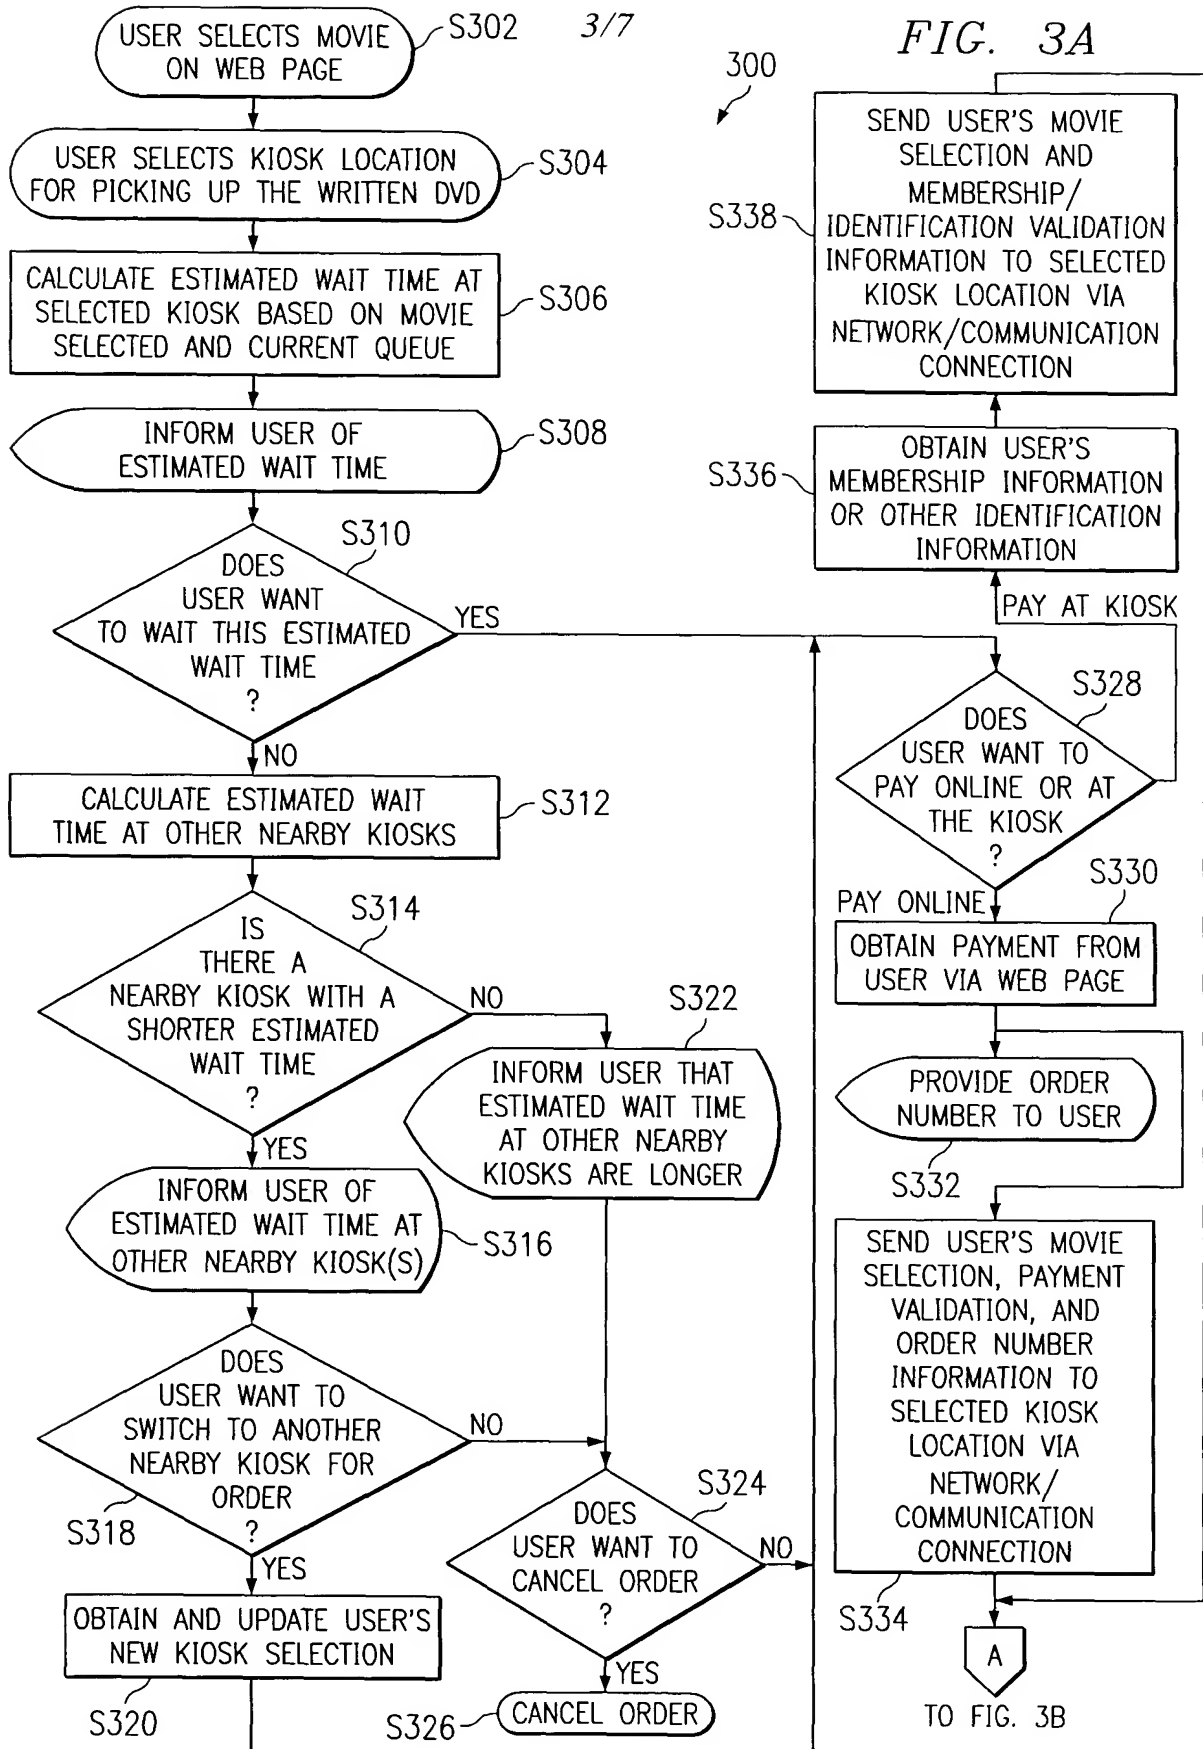 3/7
FIG. 3A
300
USER SELECTS MOVIE
ON WEB PAGE
S302
USER SELECTS KIOSK LOCATION
FOR PICKING UP THE WRITTEN DVD
S304
CALCULATE ESTIMATED WAIT TIME AT
SELECTED KIOSK BASED ON MOVIE
SELECTED AND CURRENT QUEUE
S306
INFORM USER OF
ESTIMATED WAIT TIME
S308
S310
DOES
USER WANT
TO WAIT THIS ESTIMATED
WAIT TIME
?
YES
NO
CALCULATE ESTIMATED WAIT
TIME AT OTHER NEARBY KIOSKS
S312
S314
IS
THERE A
NEARBY KIOSK WITH A
SHORTER ESTIMATED
WAIT TIME
?
NO
YES
INFORM USER OF
ESTIMATED WAIT TIME AT
OTHER NEARBY KIOSK(S)
S316
DOES
USER WANT TO
SWITCH TO ANOTHER
NEARBY KIOSK FOR
ORDER
?
S318
NO
YES
OBTAIN AND UPDATE USER'S
NEW KIOSK SELECTION
S320
S322
INFORM USER THAT
ESTIMATED WAIT TIME
AT OTHER NEARBY
KIOSKS ARE LONGER
S324
DOES
USER WANT TO
CANCEL ORDER
?
NO
YES
S326
CANCEL ORDER
SEND USER'S MOVIE
SELECTION AND
MEMBERSHIP/
IDENTIFICATION VALIDATION
INFORMATION TO SELECTED
KIOSK LOCATION VIA
NETWORK/COMMUNICATION
CONNECTION
S338
OBTAIN USER'S
MEMBERSHIP INFORMATION
OR OTHER IDENTIFICATION
INFORMATION
S336
PAY AT KIOSK
S328
DOES
USER WANT TO
PAY ONLINE OR AT
THE KIOSK
?
PAY ONLINE
S330
OBTAIN PAYMENT FROM
USER VIA WEB PAGE
PROVIDE ORDER
NUMBER TO USER
S332
SEND USER'S MOVIE
SELECTION, PAYMENT
VALIDATION, AND
ORDER NUMBER
INFORMATION TO
SELECTED KIOSK
LOCATION VIA
NETWORK/
COMMUNICATION
CONNECTION
S334
A
TO FIG. 3B